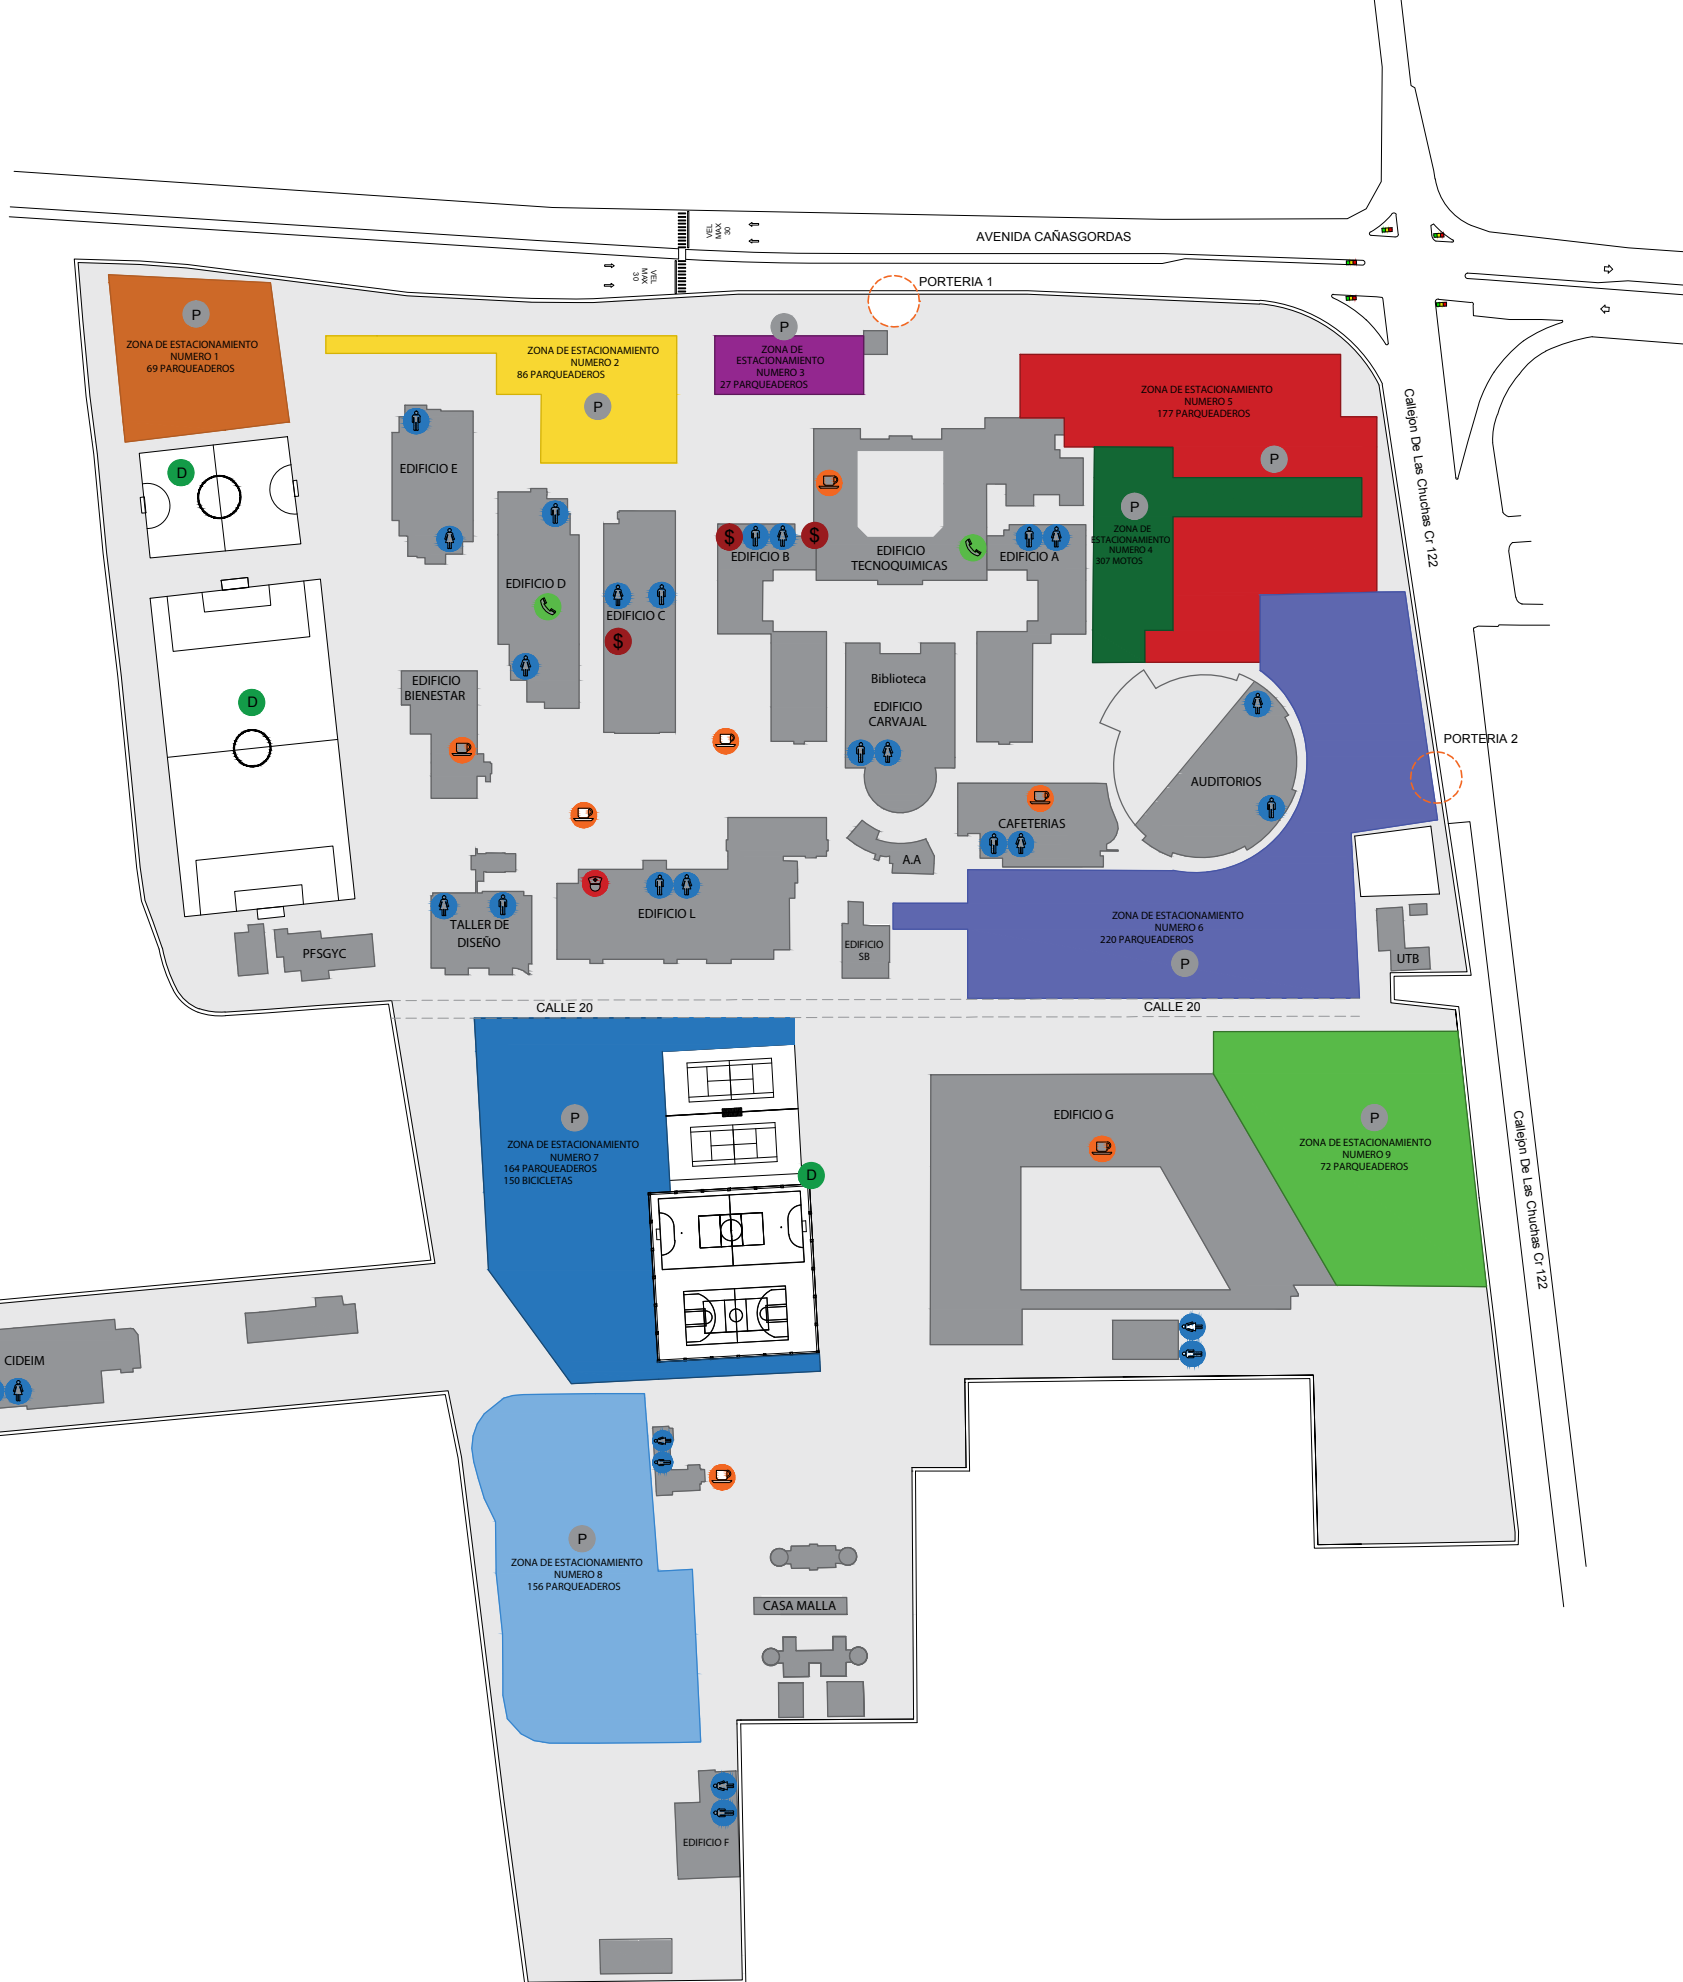 VEL
MAX
30
AVENIDA CAÑASGORDAS
VEL
MAX
30
PORTERIA 1
P
ZONA DE ESTACIONAMIENTO
NUMERO 1
69 PARQUEADEROS
ZONA DE ESTACIONAMIENTO
NUMERO 2
86 PARQUEADEROS
P
P
ZONA DE
ESTACIONAMIENTO
NUMERO 3
27 PARQUEADEROS
ZONA DE ESTACIONAMIENTO
NUMERO 5
177 PARQUEADEROS
P
Callejon De Las Chuchas Cr 122
D
EDIFICIO E
P
ZONA DE
ESTACIONAMIENTO
NUMERO 4
307 MOTOS
$
EDIFICIO B
$
EDIFICIO
TECNOQUIMICAS
EDIFICIO A
EDIFICIO D
EDIFICIO C
$
D
EDIFICIO
BIENESTAR
Biblioteca
EDIFICIO
CARVAJAL
PORTERIA 2
AUDITORIOS
CAFETERIAS
A.A
TALLER DE
DISEÑO
EDIFICIO L
EDIFICIO
SB
ZONA DE ESTACIONAMIENTO
NUMERO 6
220 PARQUEADEROS
P
PFSGYC
UTB
CALLE 20
CALLE 20
P
ZONA DE ESTACIONAMIENTO
NUMERO 7
164 PARQUEADEROS
150 BICICLETAS
D
EDIFICIO G
P
ZONA DE ESTACIONAMIENTO
NUMERO 9
72 PARQUEADEROS
Callejon De Las Chuchas Cr 122
CIDEIM
P
ZONA DE ESTACIONAMIENTO
NUMERO 8
156 PARQUEADEROS
CASA MALLA
EDIFICIO F